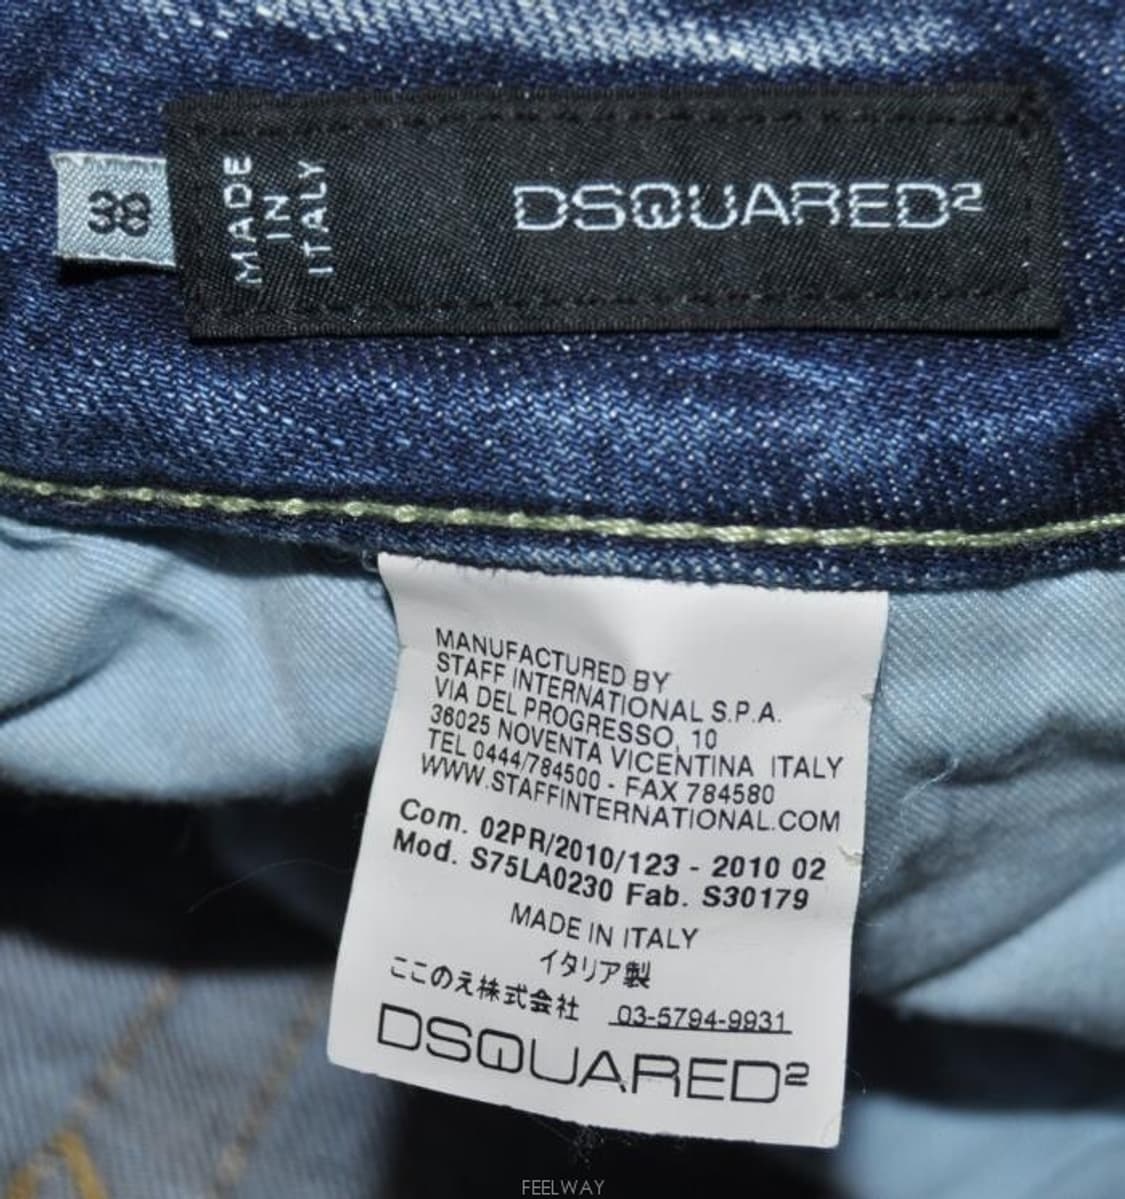 38
MADE
IN
ITALY
DSQUARED²
MANUFACTURED BY
STAFF INTERNATIONAL S.P.A.
VIA DEL PROGRESSO, 10
36025 NOVENTA VICENTINA ITALY
TEL 0444/784500 - FAX 784580
WWW.STAFFINTERNATIONAL.COM
Com. 02PR/2010/123 - 2010 02
Mod. S75LA0230 Fab. S30179
MADE IN ITALY
イタリア製
ここのえ株式会社 03-5794-9931
DSQUARED²
FEELWAY